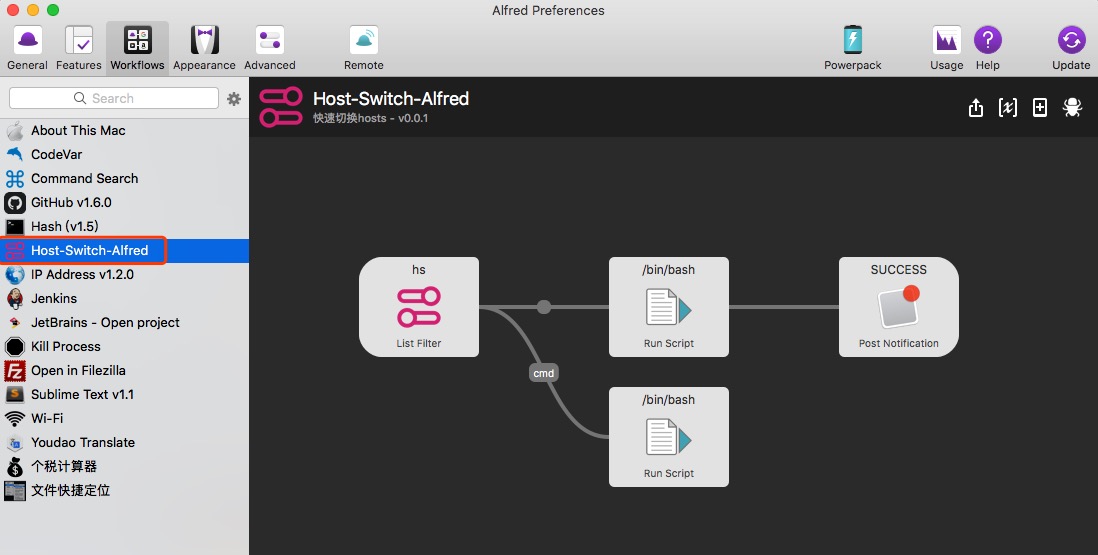 Alfred Preferences
General
Features
Workflows
Appearance
Advanced
Remote
Powerpack
Usage
Help
Update
Search
About This Mac
CodeVar
Command Search
GitHub v1.6.0
Hash (v1.5)
Host-Switch-Alfred
IP Address v1.2.0
Jenkins
JetBrains - Open project
Kill Process
Open in Filezilla
Sublime Text v1.1
Wi-Fi
Youdao Translate
个税计算器
文件快捷定位
Host-Switch-Alfred
快速切换hosts - v0.0.1
hs
List Filter
/bin/bash
Run Script
SUCCESS
Post Notification
cmd
/bin/bash
Run Script